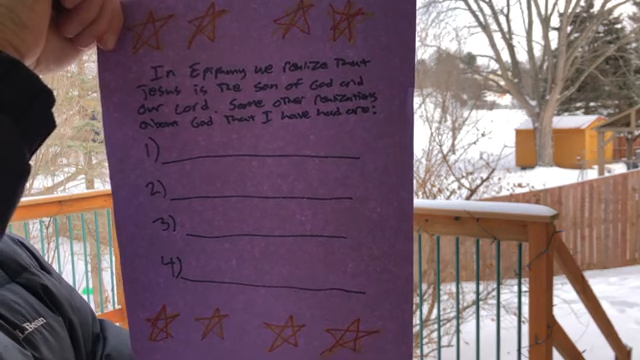 In Epiphany we realize that
Jesus is the son of God and
our Lord. Some other realizations
about God that I have had are:
1)
2)
3)
4)
L.L.Bean